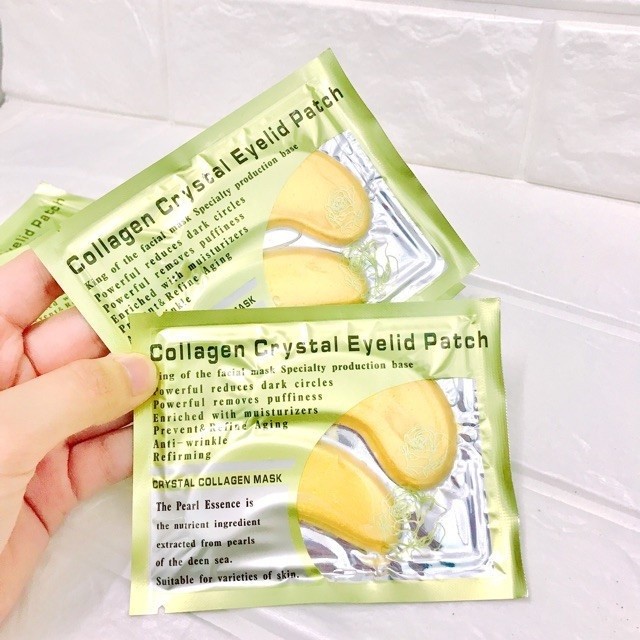 Eyelid Patch
Collagen Crystal Eyelid Patch
King of the facial mask Specialty production base
Powerful reduces dark circles
Powerful removes puffiness
Enriched with muisturizers
Prevent&Refine Aging
MASK
Collagen Crystal Eyelid Patch
King of the facial mask Specialty production base
Powerful reduces dark circles
Powerful removes puffiness
Enriched with muisturizers
Prevent&Refine Aging
Anti-wrinkle
Refirming
CRYSTAL COLLAGEN MASK
The Pearl Essence is
the nutrient ingredient
extracted from pearls
of the deen sea.
Suitable for varieties of skin.